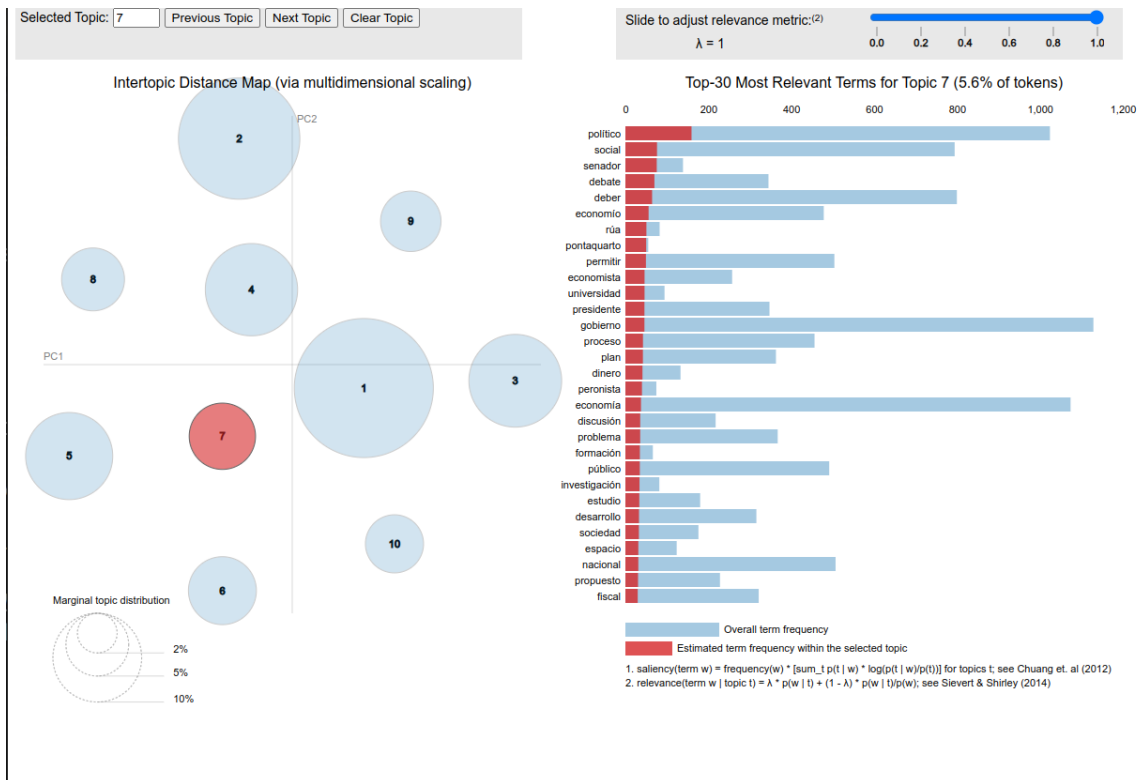 Selected Topic: 7 Previous Topic Next Topic Clear Topic
Slide to adjust relevance metric:(2)
λ = 1
0.0 0.2 0.4 0.6 0.8 1.0
Intertopic Distance Map (via multidimensional scaling)
PC2
PC1
2
9
8
4
1
3
7
5
10
6
Marginal topic distribution
2%
5%
10%
Top-30 Most Relevant Terms for Topic 7 (5.6% of tokens)
0 200 400 600 800 1,000 1,200
político
social
senador
debate
deber
economío
rúa
pontaquarto
permitir
economista
universidad
presidente
gobierno
proceso
plan
dinero
peronista
economía
discusión
problema
formación
público
investigación
estudio
desarrollo
sociedad
espacio
nacional
propuesto
fiscal
Overall term frequency
Estimated term frequency within the selected topic
1. saliency(term w) = frequency(w) * [sum_t p(t | w) * log(p(t | w)/p(t))] for topics t; see Chuang et. al (2012)
2. relevance(term w | topic t) = λ * p(w | t) + (1 - λ) * p(w | t)/p(w); see Sievert & Shirley (2014)